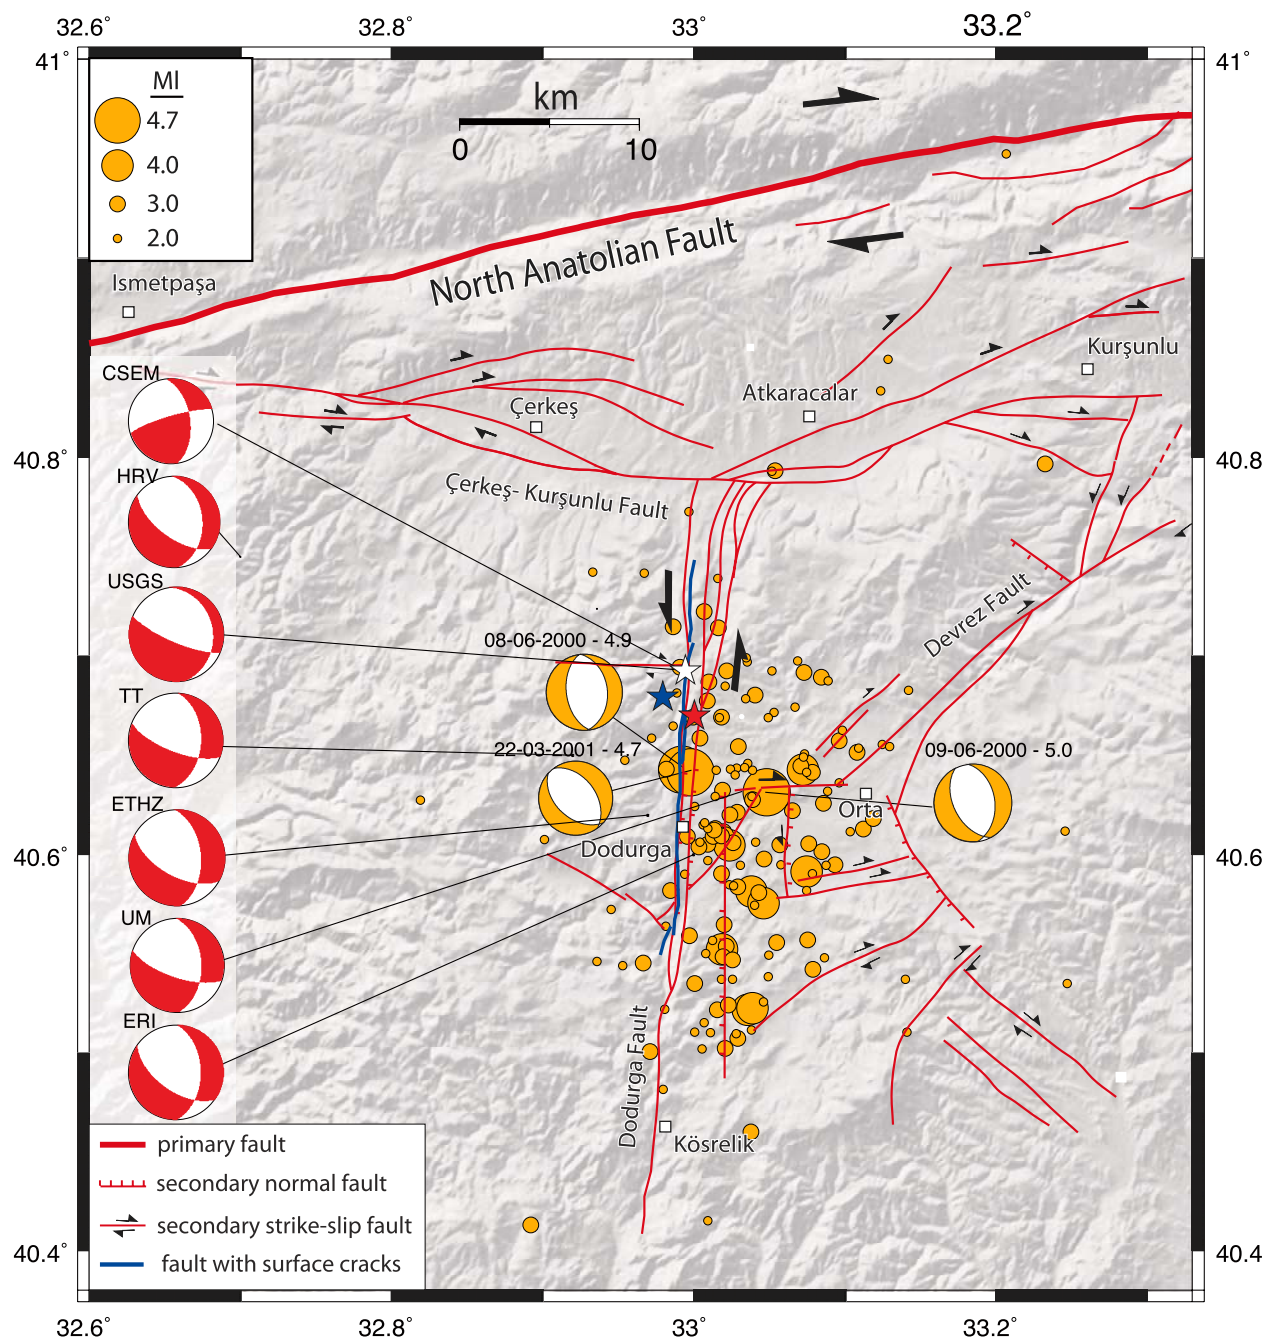 32.6°
32.8°
33°
33.2°
41°
41°
Ml
4.7
4.0
3.0
2.0
km
0
10
North Anatolian Fault
Ismetpaşa
Kurşunlu
CSEM
Atkaracalar
Çerkeş
40.8°
40.8°
HRV
Çerkeş- Kurşunlu Fault
USGS
Devrez Fault
08-06-2000 - 4.9
TT
22-03-2001 - 4.7
09-06-2000 - 5.0
ETHZ
Orta
Dodurga
40.6°
40.6°
UM
ERI
Dodurga Fault
Kösrelik
primary fault
secondary normal fault
secondary strike-slip fault
fault with surface cracks
40.4°
40.4°
32.6°
32.8°
33°
33.2°